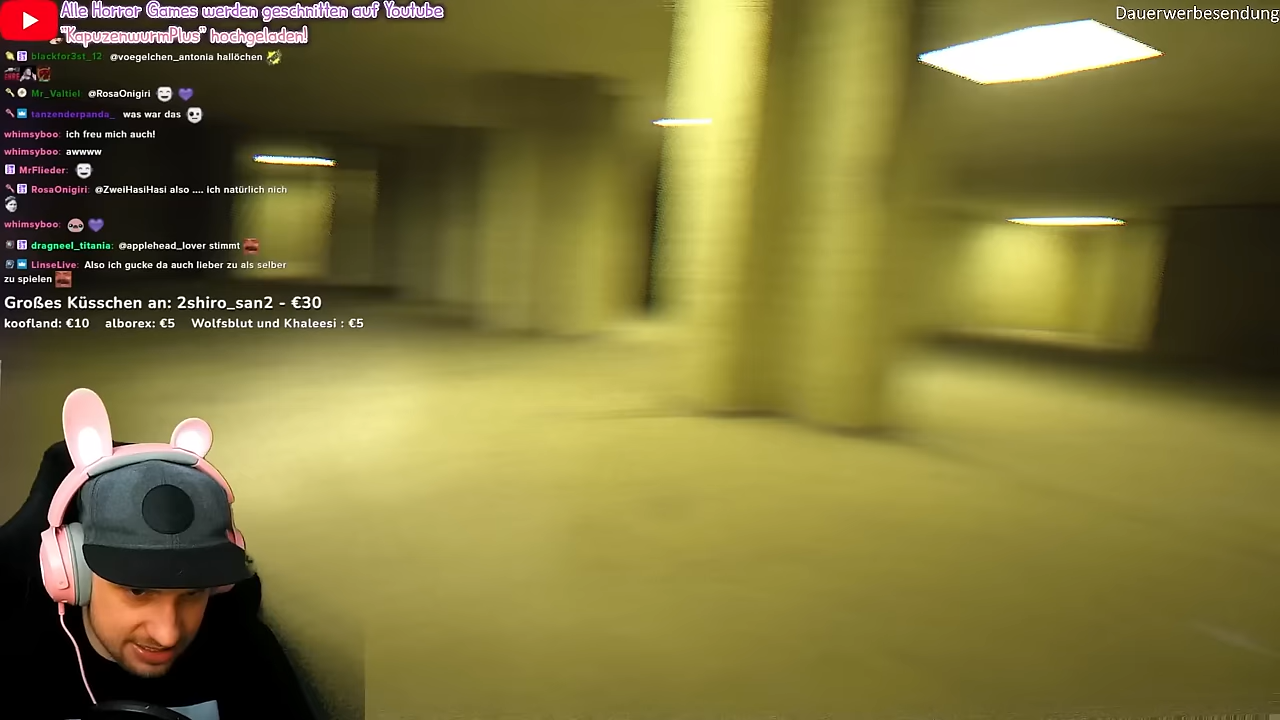 Alle Horror Games werden geschnitten auf Youtube
"KapuzenwurmPlus" hochgeladen!
Dauerwerbesendung
blackfor3st_12 @voegelchen_antonia hallöchen
Mr_Valtiel @RosaOnigiri
tanzenderpanda_ was war das
whimsyboo: ich freu mich auch!
whimsyboo: awwww
MrFlieder:
RosaOnigiri: @ZweiHasiHasi also .... ich natürlich nich
whimsyboo:
dragneel_titania: @applehead_lover stimmt
LinseLive: Also ich gucke da auch lieber zu als selber
zu spielen
Großes Küsschen an: 2shiro_san2 - €30
koofland: €10 alborex: €5 Wolfsblut und Khaleesi : €5